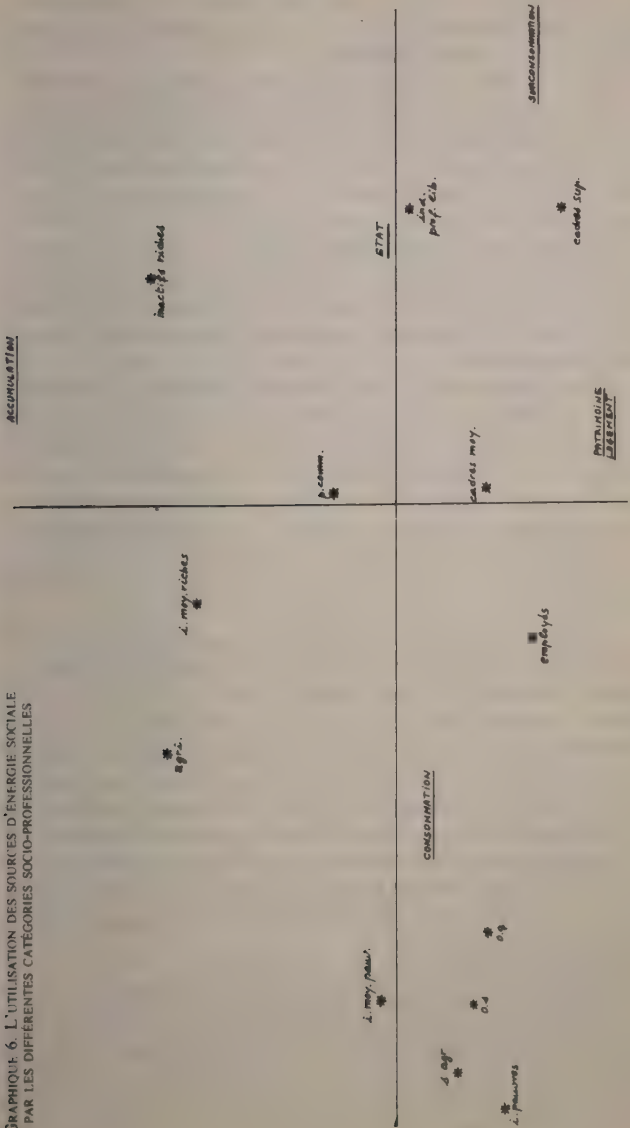 GRAPHIQUE 6. L'UTILISATION DES SOURCES D'ÉNERGIE SOCIALE
PAR LES DIFFÉRENTES CATÉGORIES SOCIO-PROFESSIONNELLES
ACCUMULATION
inactifs riches
i. moy. riches
agri.
p. comm.
i. moy. pauv.
ETAT
ind.
prof. lib.
SURCONSOMMATION
cadres sup.
cadres moy.
PATRIMOINE
LOGEMENT
employés
CONSOMMATION
o.q
o.s
s agr
i. pauvres